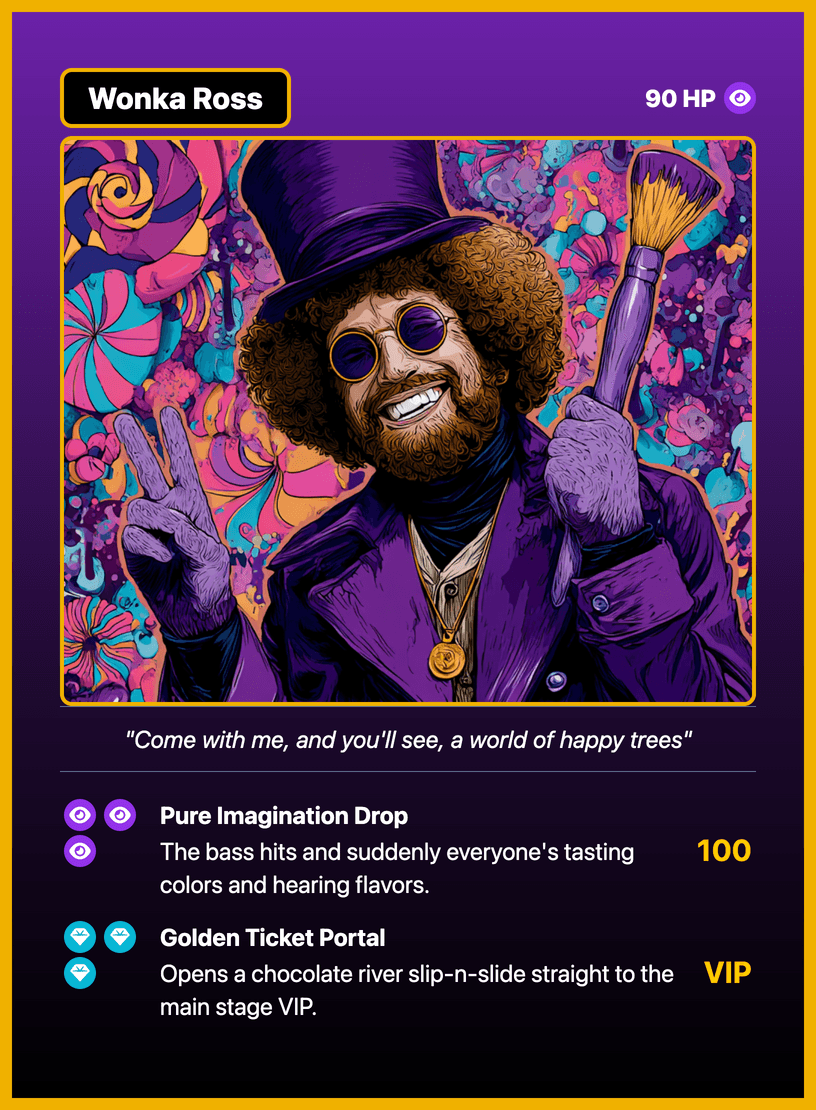 Wonka Ross
90 HP
"Come with me, and you'll see, a world of happy trees"
Pure Imagination Drop
The bass hits and suddenly everyone's tasting
colors and hearing flavors.
100
Golden Ticket Portal
Opens a chocolate river slip-n-slide straight to the
main stage VIP.
VIP